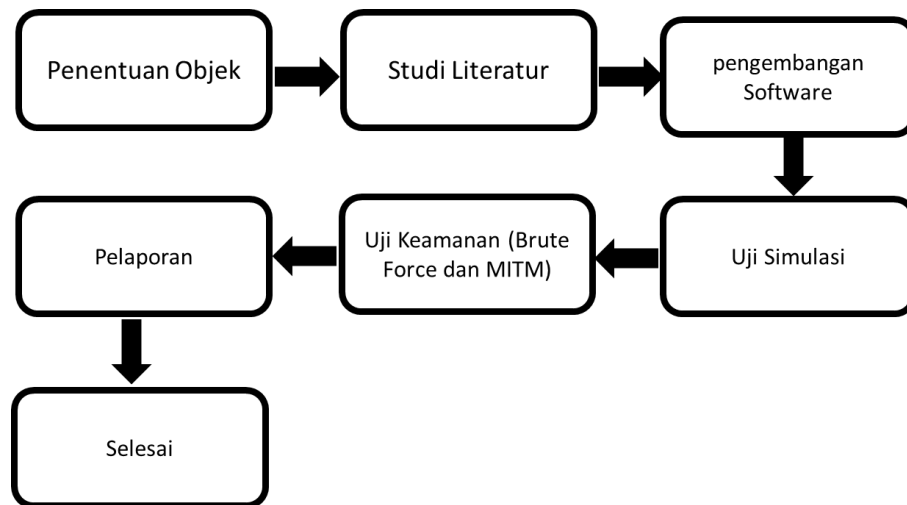 Penentuan Objek
Studi Literatur
pengembangan
Software
Uji Simulasi
Uji Keamanan (Brute
Force dan MITM)
Pelaporan
Selesai